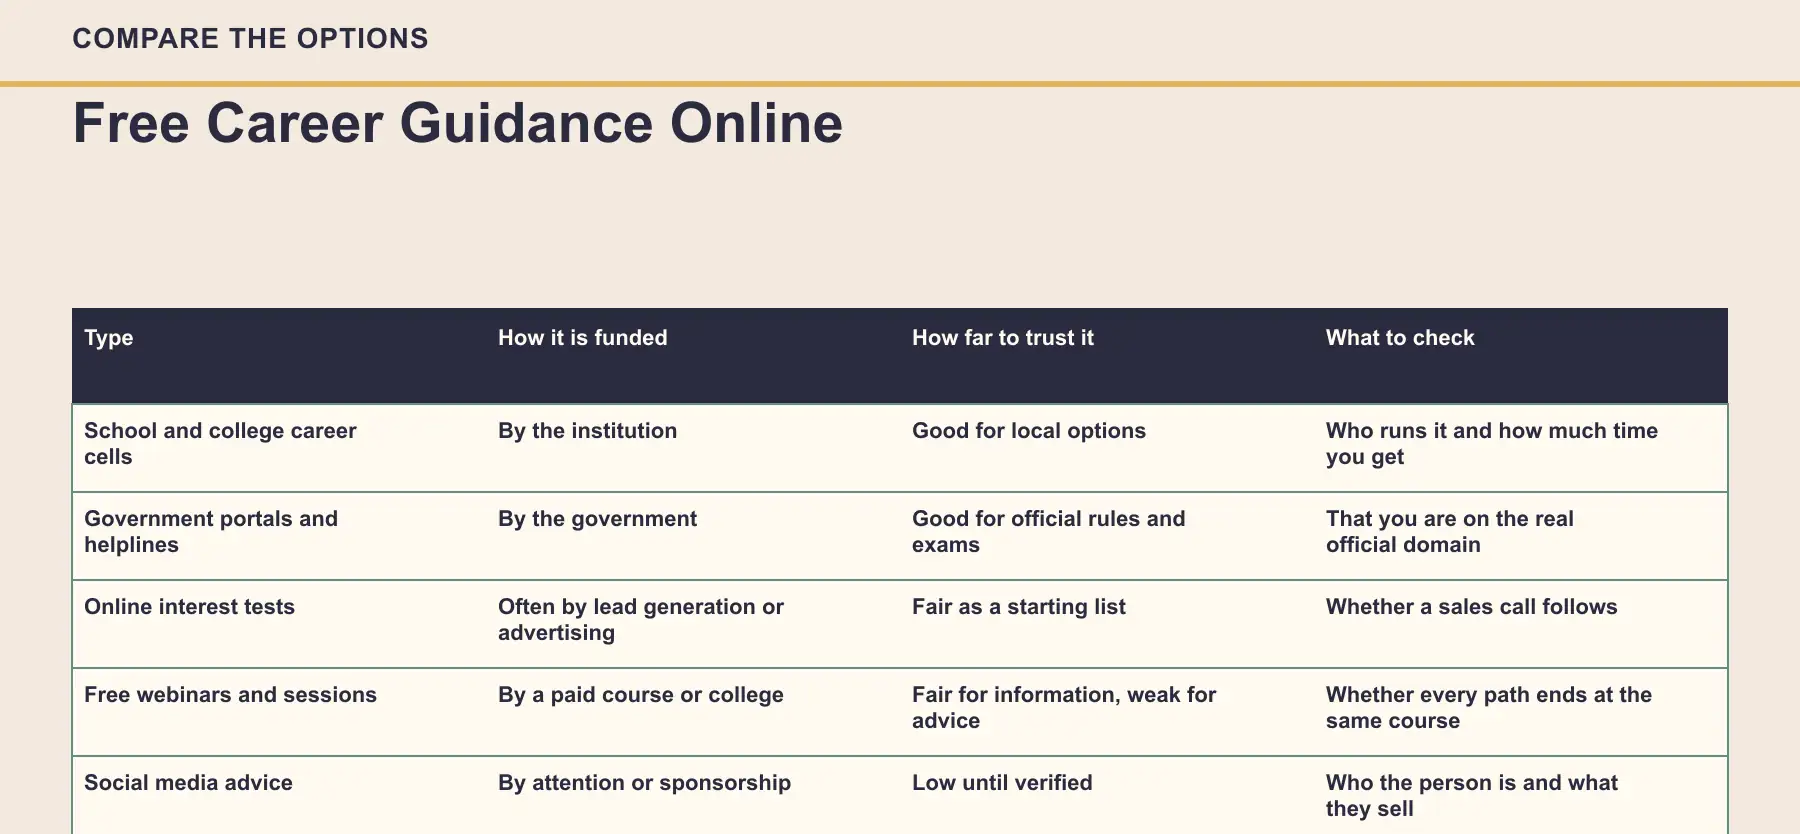 COMPARE THE OPTIONS
Free Career Guidance Online
Type
How it is funded
How far to trust it
What to check
School and college career
cells
By the institution
Good for local options
Who runs it and how much time
you get
Government portals and
helplines
By the government
Good for official rules and
exams
That you are on the real
official domain
Online interest tests
Often by lead generation or
advertising
Fair as a starting list
Whether a sales call follows
Free webinars and sessions
By a paid course or college
Fair for information, weak for
advice
Whether every path ends at the
same course
Social media advice
By attention or sponsorship
Low until verified
Who the person is and what
they sell